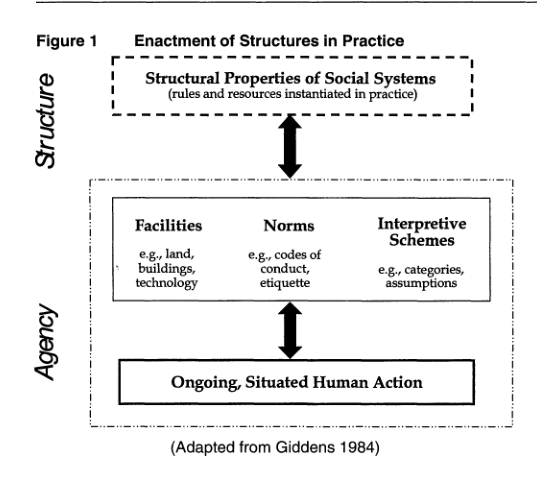 Figure 1 Enactment of Structures in Practice
Structure
Structural Properties of Social Systems
(rules and resources instantiated in practice)
Agency
Facilities
e.g., land,
buildings,
technology
Norms
e.g., codes of
conduct,
etiquette
Interpretive
Schemes
e.g., categories,
assumptions
Ongoing, Situated Human Action
(Adapted from Giddens 1984)